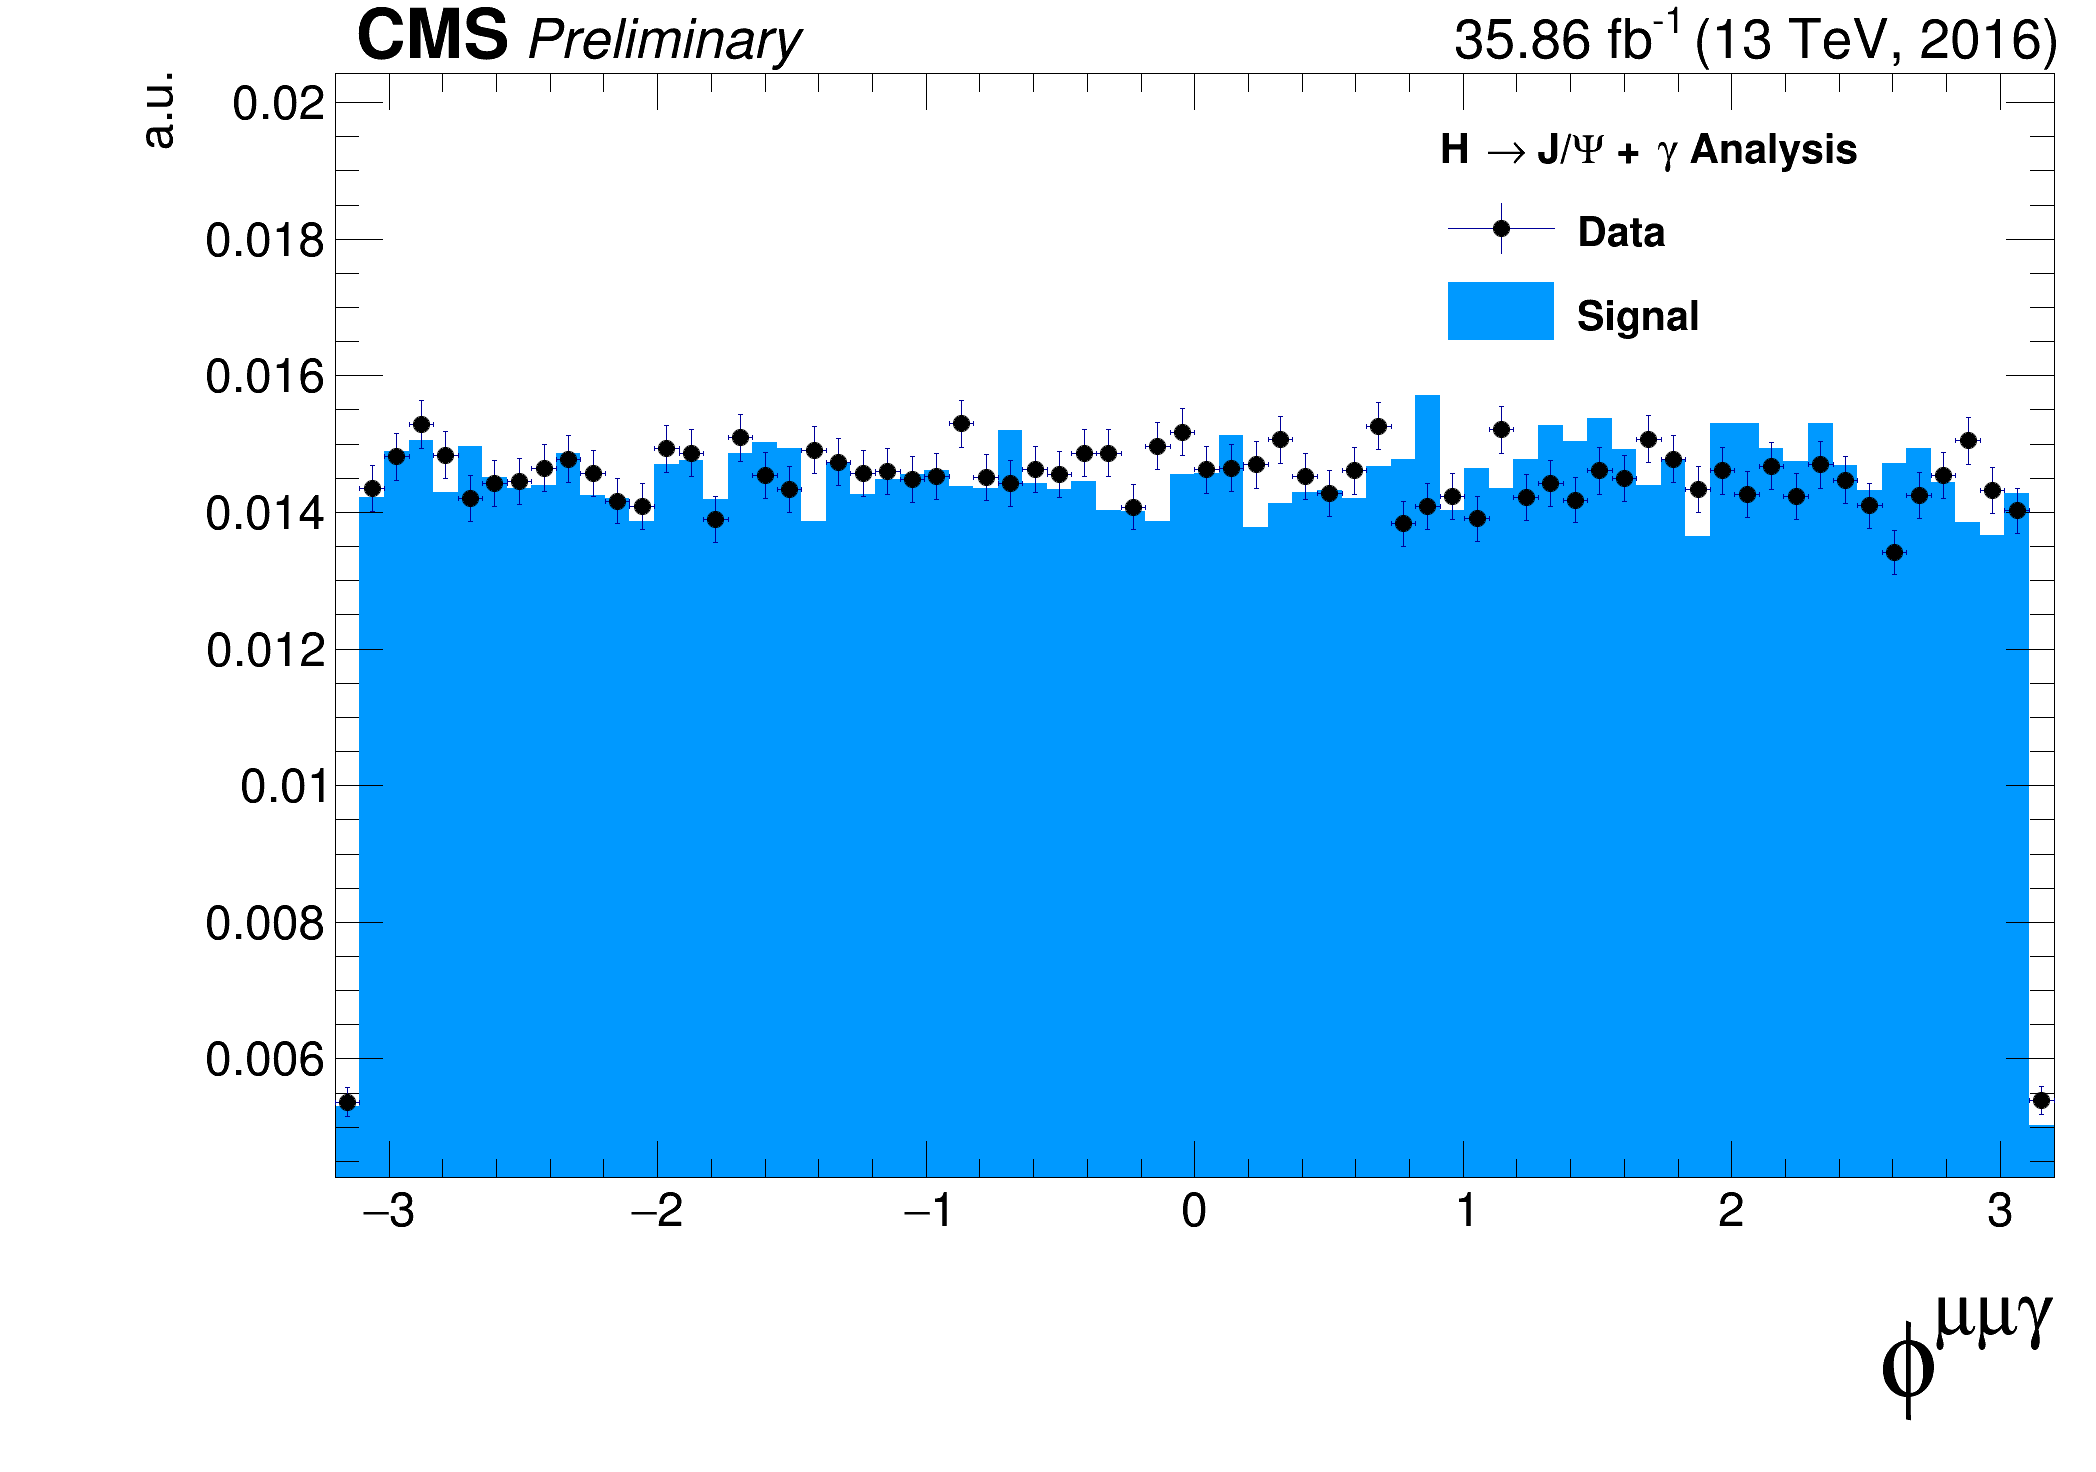 CMS Preliminary 35.86 fb⁻¹ (13 TeV, 2016)
a.u.
0.02
0.018
0.016
0.014
0.012
0.01
0.008
0.006
H → J/Ψ + γ Analysis
Data
Signal
−3 −2 −1 0 1 2 3
ϕ^μμγ